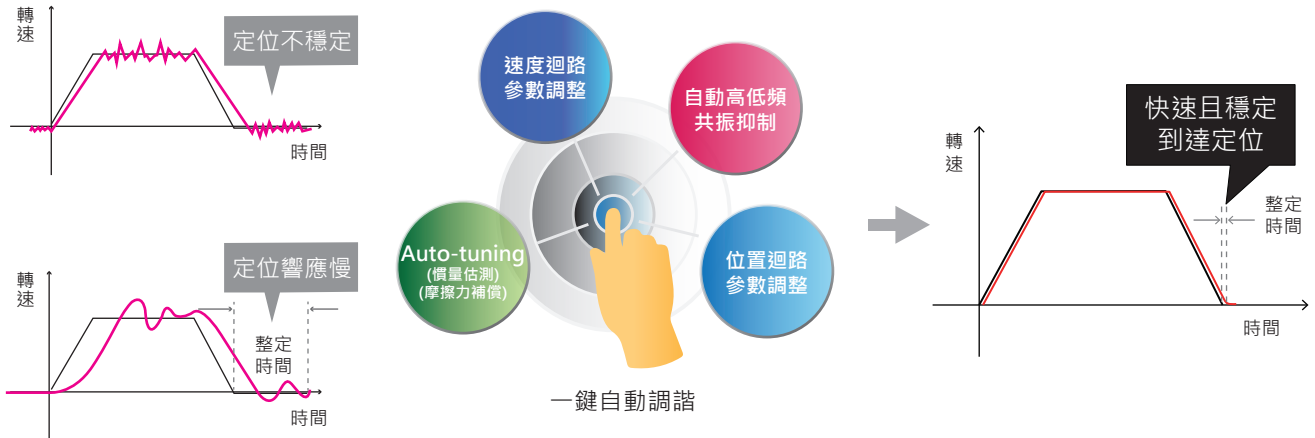 轉
速
定位不穩定
時間
轉
速
定位響應慢
整定
時間
時間
速度迴路
參數調整
自動高低頻
共振抑制
Auto-tuning
(慣量估測)
(摩擦力補償)
位置迴路
參數調整
一鍵自動調諧
快速且穩定
到達定位
轉
速
整定
時間
時間